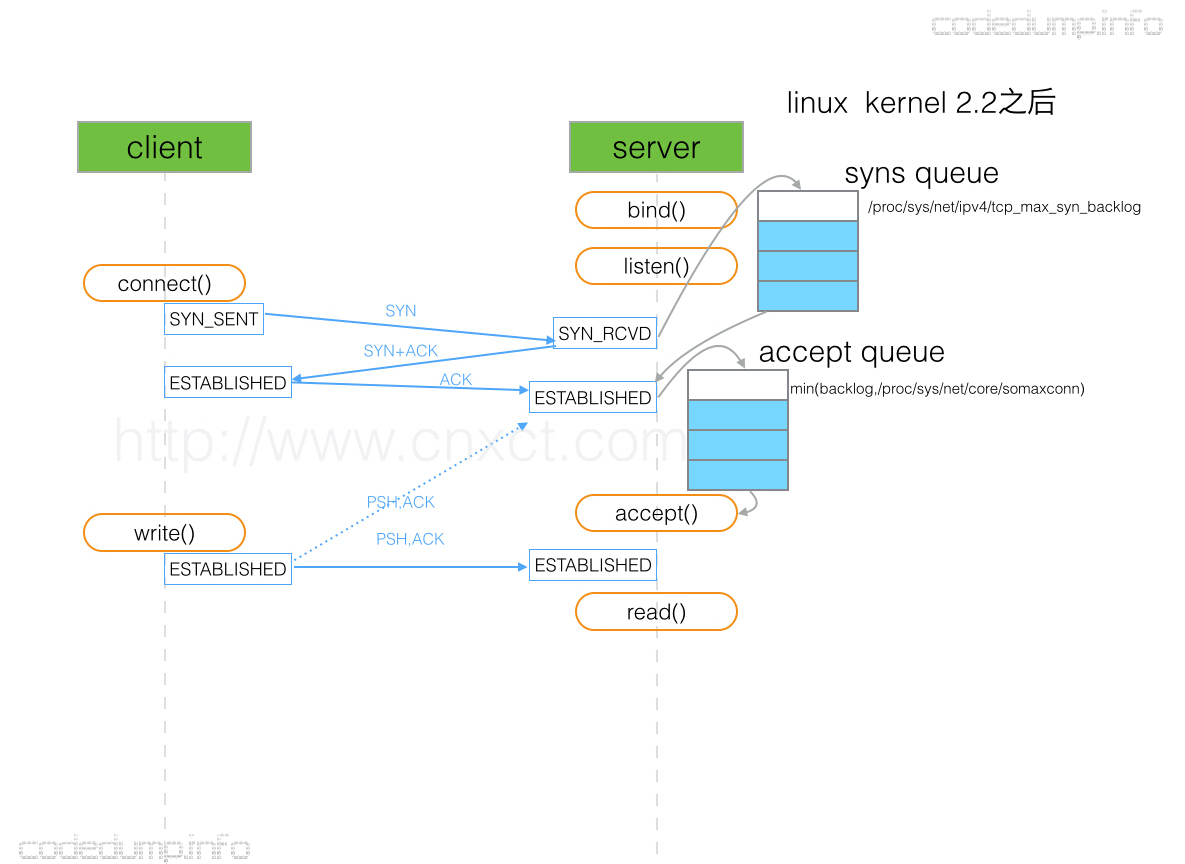 linux kernel 2.2之后
client
server
syns queue
bind()
/proc/sys/net/ipv4/tcp_max_syn_backlog
listen()
connect()
SYN_SENT
SYN
SYN_RCVD
SYN+ACK
accept queue
ESTABLISHED
ACK
min(backlog,/proc/sys/net/core/somaxconn)
ESTABLISHED
http://www.cnxct.com
PSH,ACK
accept()
write()
PSH,ACK
ESTABLISHED
ESTABLISHED
read()